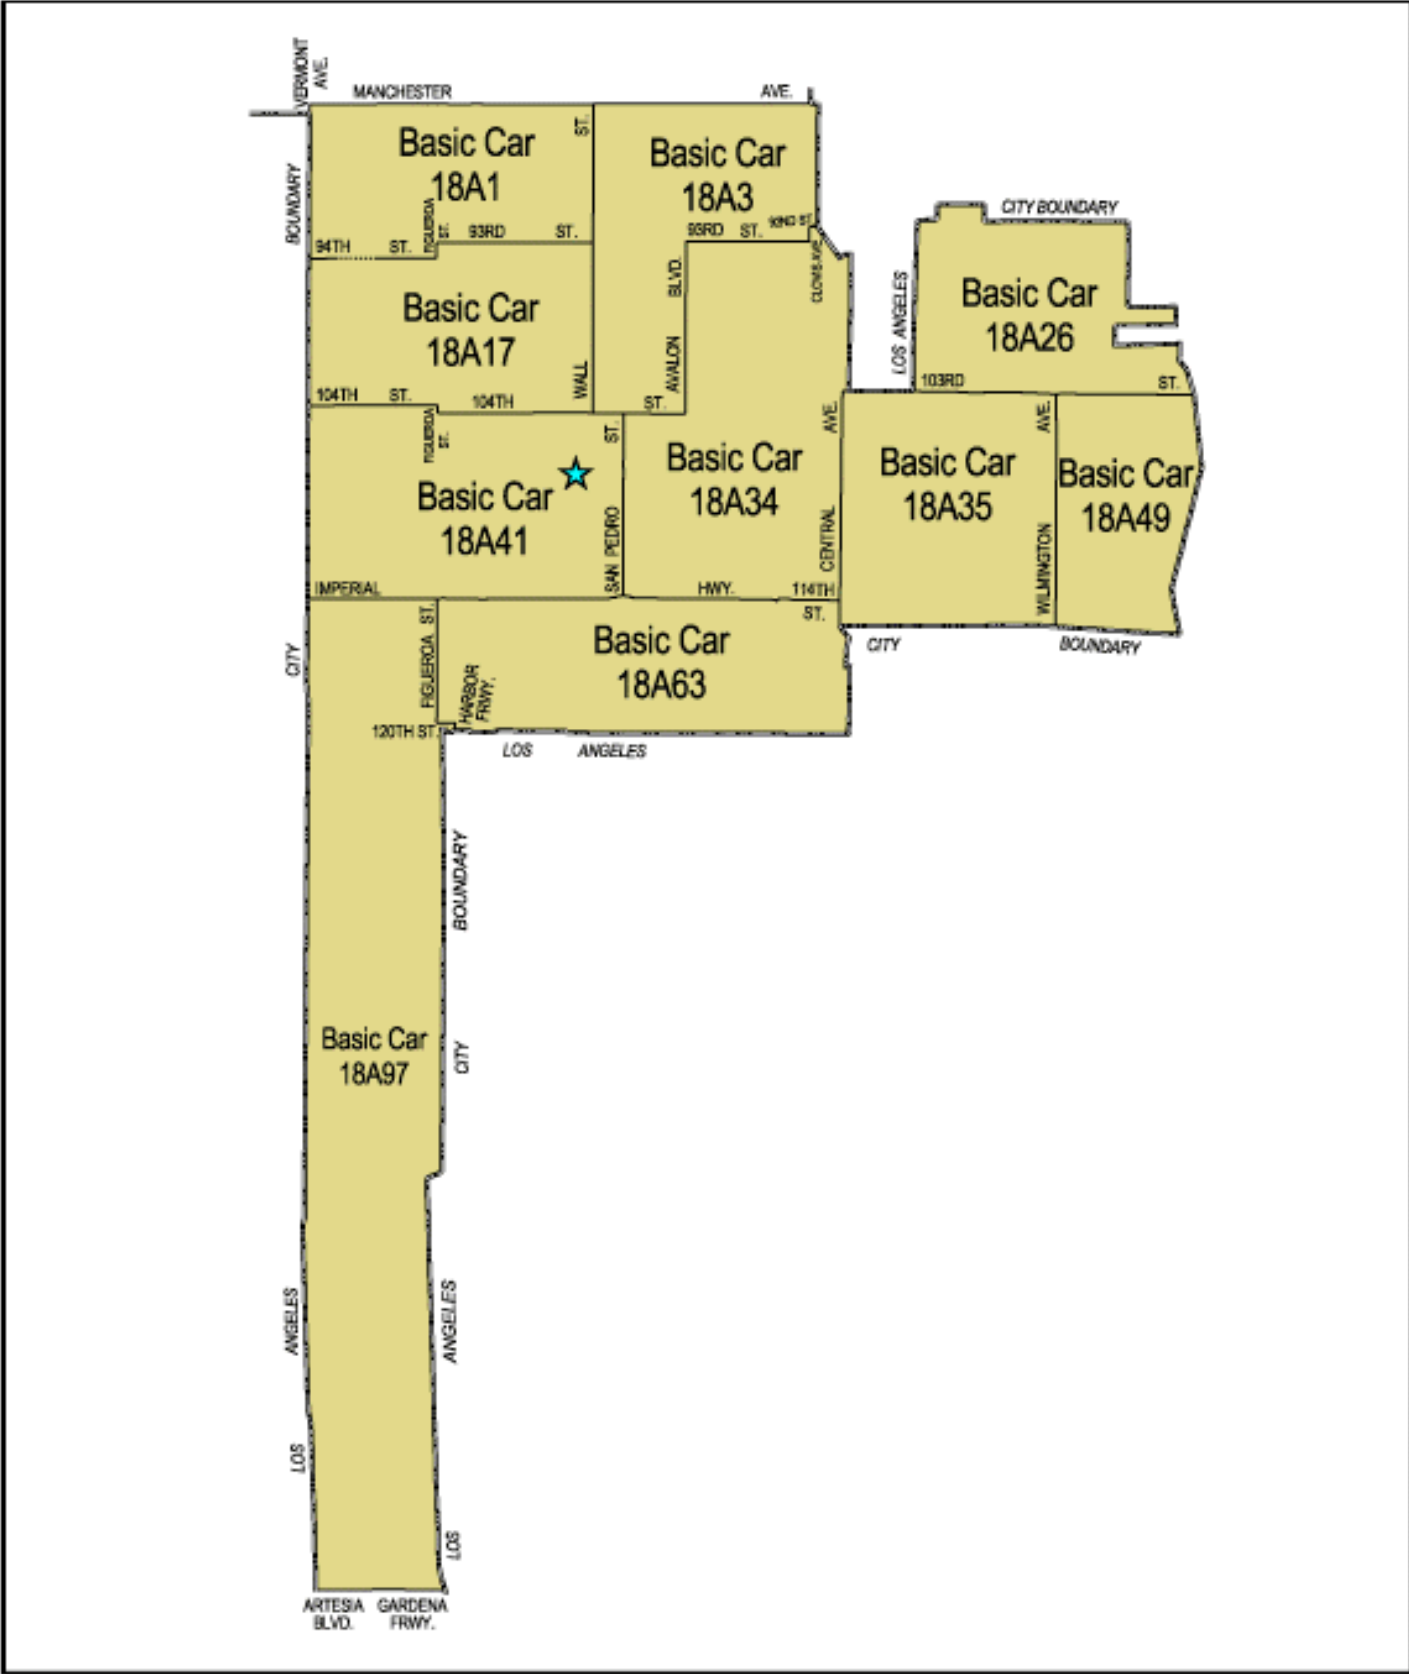 VERMONT
AVE.
MANCHESTER
AVE.
BOUNDARY
Basic Car
18A1
ST.
Basic Car
18A3
FIGUEROA
ST.
94TH
ST.
93RD
ST.
93RD
ST.
92ND ST.
CLOVIS AVE.
CITY BOUNDARY
LOS ANGELES
Basic Car
18A26
103RD
ST.
Basic Car
18A17
WALL
AVALON
BLVD.
104TH
ST.
104TH
ST.
FIGUEROA
ST.
Basic Car
18A41
SAN PEDRO
ST.
Basic Car
18A34
CENTRAL
AVE.
Basic Car
18A35
WILMINGTON
AVE.
Basic Car
18A49
IMPERIAL
HWY.
114TH
ST.
CITY
FIGUEROA
ST.
HARBOR
FRWY.
Basic Car
18A63
CITY
BOUNDARY
120TH ST.
LOS
ANGELES
BOUNDARY
CITY
Basic Car
18A97
ANGELES
LOS
ANGELES
LOS
ARTESIA
BLVD.
GARDENA
FRWY.